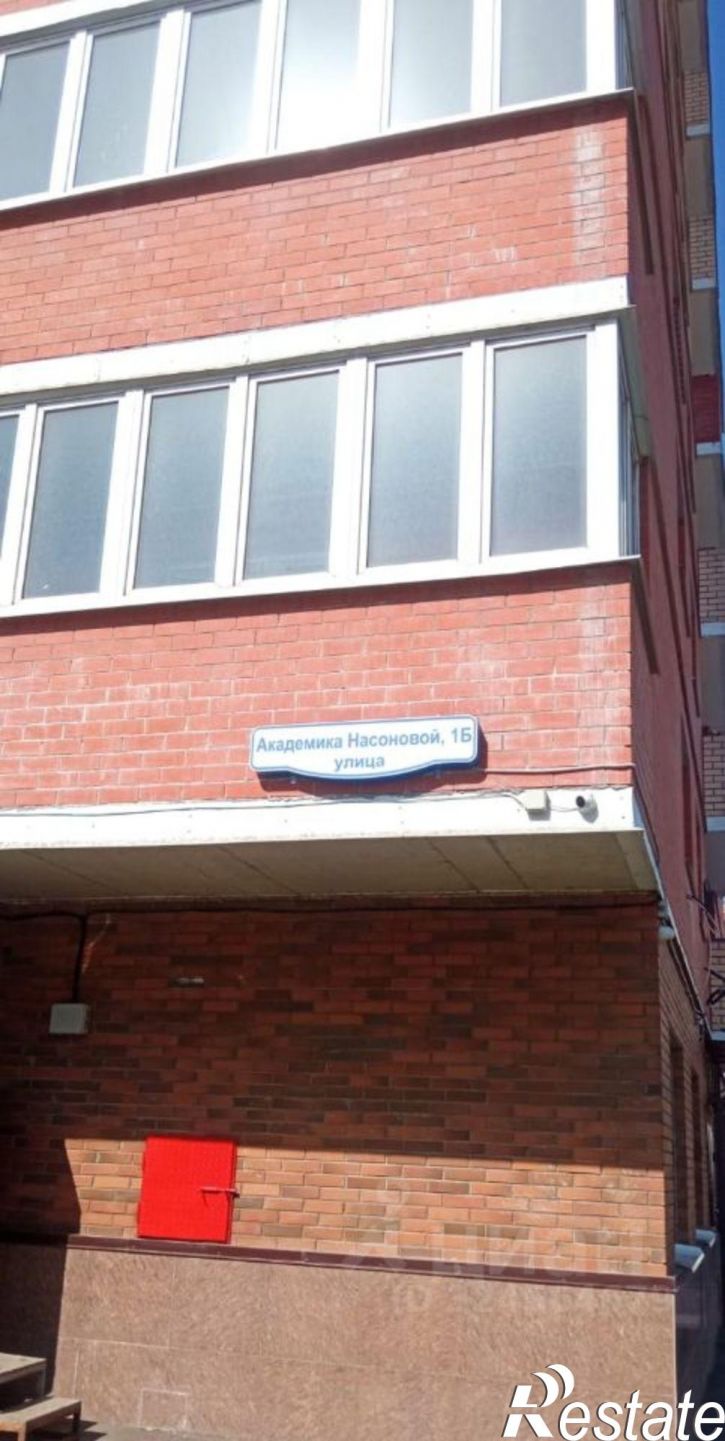 Академика Насоновой, 1Б
улица
Restate